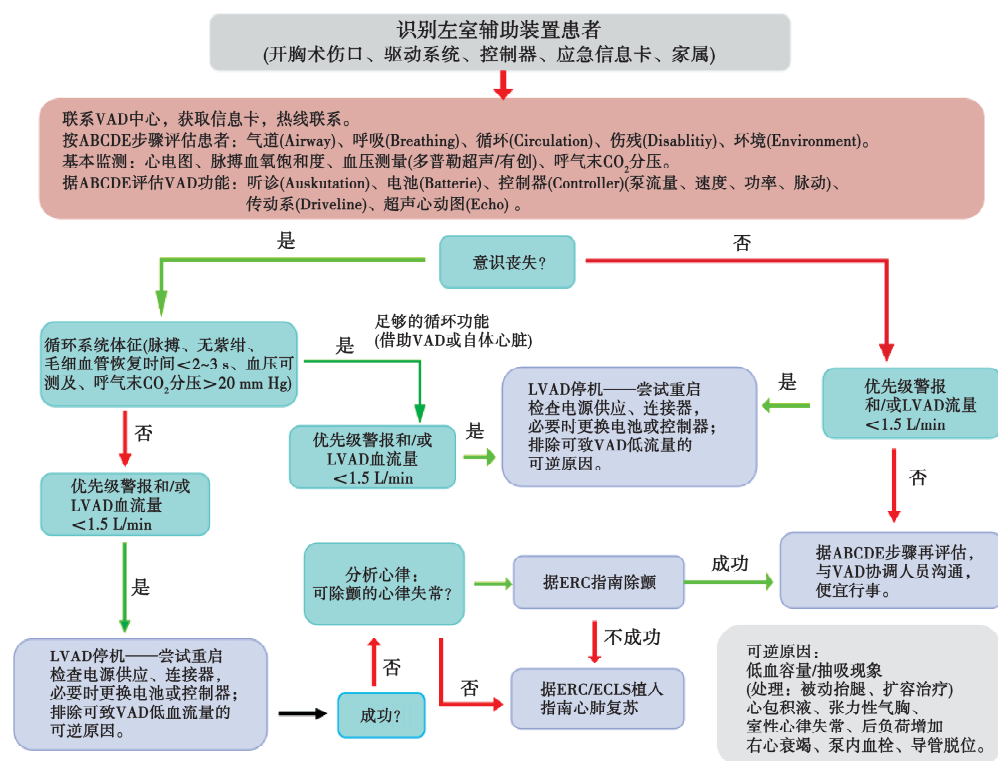 识别左室辅助装置患者
(开胸术伤口、驱动系统、控制器、应急信息卡、家属)
联系VAD中心，获取信息卡，热线联系。
按ABCDE步骤评估患者：气道(Airway)、呼吸(Breathing)、循环(Circulation)、伤残(Disablitiy)、环境(Environment)。
基本监测：心电图、脉搏血氧饱和度、血压测量(多普勒超声/有创)、呼气末CO₂分压。
据ABCDE评估VAD功能：听诊(Auskutation)、电池(Batterie)、控制器(Controller)(泵流量、速度、功率、脉动)、
传动系(Driveline)、超声心动图(Echo)。
是
意识丧失？
否
循环系统体征(脉搏、无紫绀、
毛细血管恢复时间＜2~3 s、血压可
测及、呼气末CO₂分压＞20 mm Hg)
是
足够的循环功能
(借助VAD或自体心脏)
优先级警报和/或
LVAD血流量
＜1.5 L/min
是
LVAD停机——尝试重启
检查电源供应、连接器，
必要时更换电池或控制器；
排除可致VAD低流量的
可逆原因。
是
优先级警报
和/或LVAD流量
＜1.5 L/min
否
优先级警报和/或
LVAD血流量
＜1.5 L/min
否
是
LVAD停机——尝试重启
检查电源供应、连接器，
必要时更换电池或控制器；
排除可致VAD低血流量的
可逆原因。
成功？
否
分析心律：
可除颤的心律失常？
否
据ERC指南除颤
成功
据ABCDE步骤再评估，
与VAD协调人员沟通，
便宜行事。
不成功
据ERC/ECLS植入
指南心肺复苏
可逆原因：
低血容量/抽吸现象
(处理：被动抬腿、扩容治疗)
心包积液、张力性气胸、
室性心律失常、后负荷增加
右心衰竭、泵内血栓、导管脱位。